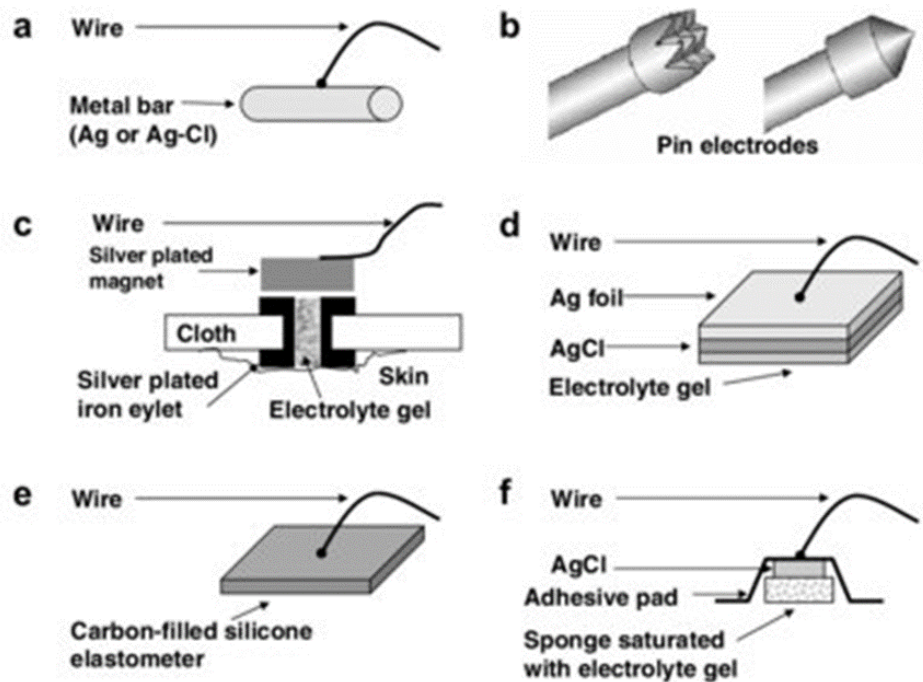 a
Wire
Metal bar
(Ag or Ag-Cl)
b
Pin electrodes
c
Wire
Silver plated
magnet
Cloth
Silver plated
iron eylet
Skin
Electrolyte gel
d
Wire
Ag foil
AgCl
Electrolyte gel
e
Wire
Carbon-filled silicone
elastometer
f
Wire
AgCl
Adhesive pad
Sponge saturated
with electrolyte gel